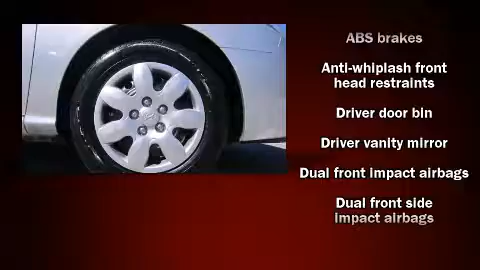 ABS brakes
Anti-whiplash front
head restraints
Driver door bin
Driver vanity mirror
Dual front impact airbags
Dual front side
impact airbags